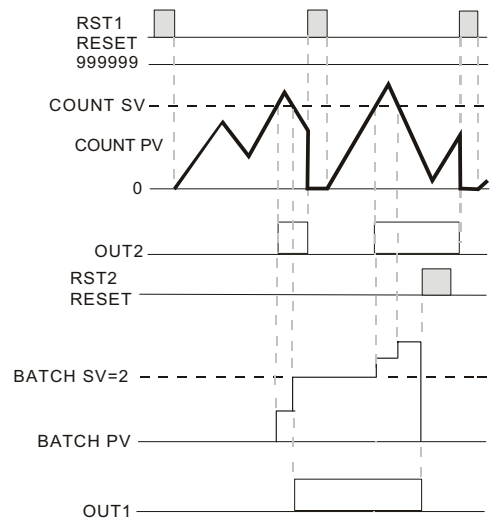 RST1
RESET
999999
COUNT SV
COUNT PV
0
OUT2
RST2
RESET
BATCH SV=2
BATCH PV
OUT1